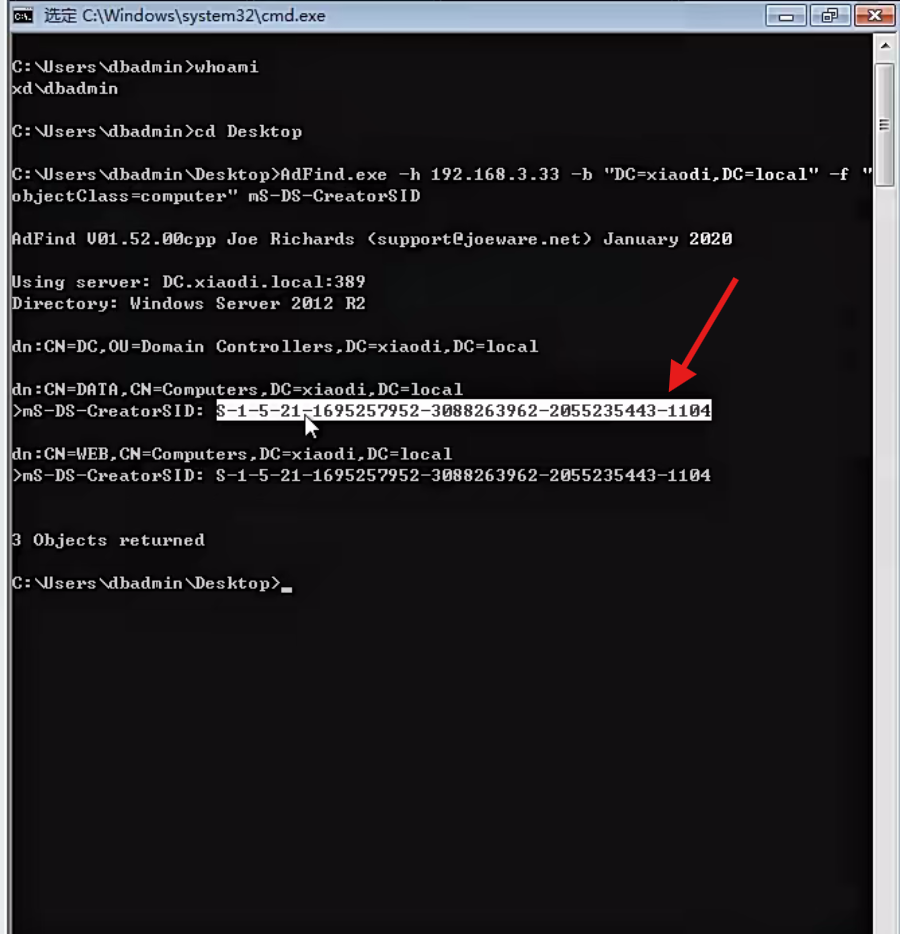 选定 C:\Windows\system32\cmd.exe
C:\Users\dbadmin>whoami
xd\dbadmin
C:\Users\dbadmin>cd Desktop
C:\Users\dbadmin\Desktop>AdFind.exe -h 192.168.3.33 -b "DC=xiaodi,DC=local" -f "
objectClass=computer" mS-DS-CreatorSID
AdFind V01.52.00cpp Joe Richards (support@joeware.net) January 2020
Using server: DC.xiaodi.local:389
Directory: Windows Server 2012 R2
dn:CN=DC,OU=Domain Controllers,DC=xiaodi,DC=local
dn:CN=DATA,CN=Computers,DC=xiaodi,DC=local
>mS-DS-CreatorSID: S-1-5-21-1695257952-3088263962-2055235443-1104
dn:CN=WEB,CN=Computers,DC=xiaodi,DC=local
>mS-DS-CreatorSID: S-1-5-21-1695257952-3088263962-2055235443-1104
3 Objects returned
C:\Users\dbadmin\Desktop>_